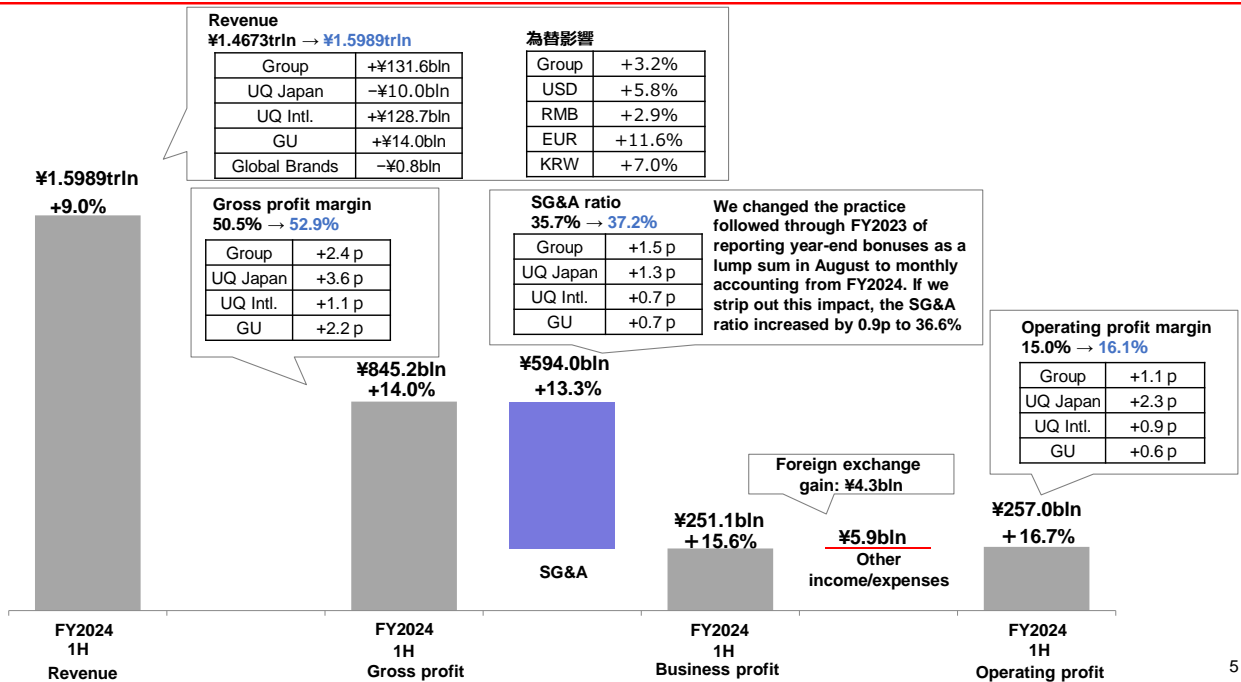 Revenue
¥1.4673trln → ¥1.5989trln
Group +¥131.6bln
UQ Japan −¥10.0bln
UQ Intl. +¥128.7bln
GU +¥14.0bln
Global Brands −¥0.8bln
為替影響
Group +3.2%
USD +5.8%
RMB +2.9%
EUR +11.6%
KRW +7.0%
¥1.5989trln
+9.0%
Gross profit margin
50.5% → 52.9%
Group +2.4 p
UQ Japan +3.6 p
UQ Intl. +1.1 p
GU +2.2 p
¥845.2bln
+14.0%
SG&A ratio
35.7% → 37.2%
Group +1.5 p
UQ Japan +1.3 p
UQ Intl. +0.7 p
GU +0.7 p
We changed the practice
followed through FY2023 of
reporting year-end bonuses as a
lump sum in August to monthly
accounting from FY2024. If we
strip out this impact, the SG&A
ratio increased by 0.9p to 36.6%
¥594.0bln
+13.3%
SG&A
Foreign exchange
gain: ¥4.3bln
¥251.1bln
+15.6%
¥5.9bln
Other
income/expenses
Operating profit margin
15.0% → 16.1%
Group +1.1 p
UQ Japan +2.3 p
UQ Intl. +0.9 p
GU +0.6 p
¥257.0bln
+16.7%
FY2024
1H
Revenue
FY2024
1H
Gross profit
FY2024
1H
Business profit
FY2024
1H
Operating profit
5